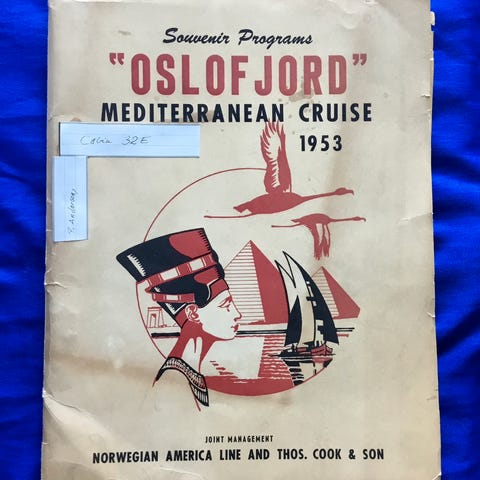 Souvenir Programs
"OSLOFJORD"
MEDITERRANEAN CRUISE
1953
Cabin 32E
JOINT MANAGEMENT
NORWEGIAN AMERICA LINE AND THOS. COOK & SON